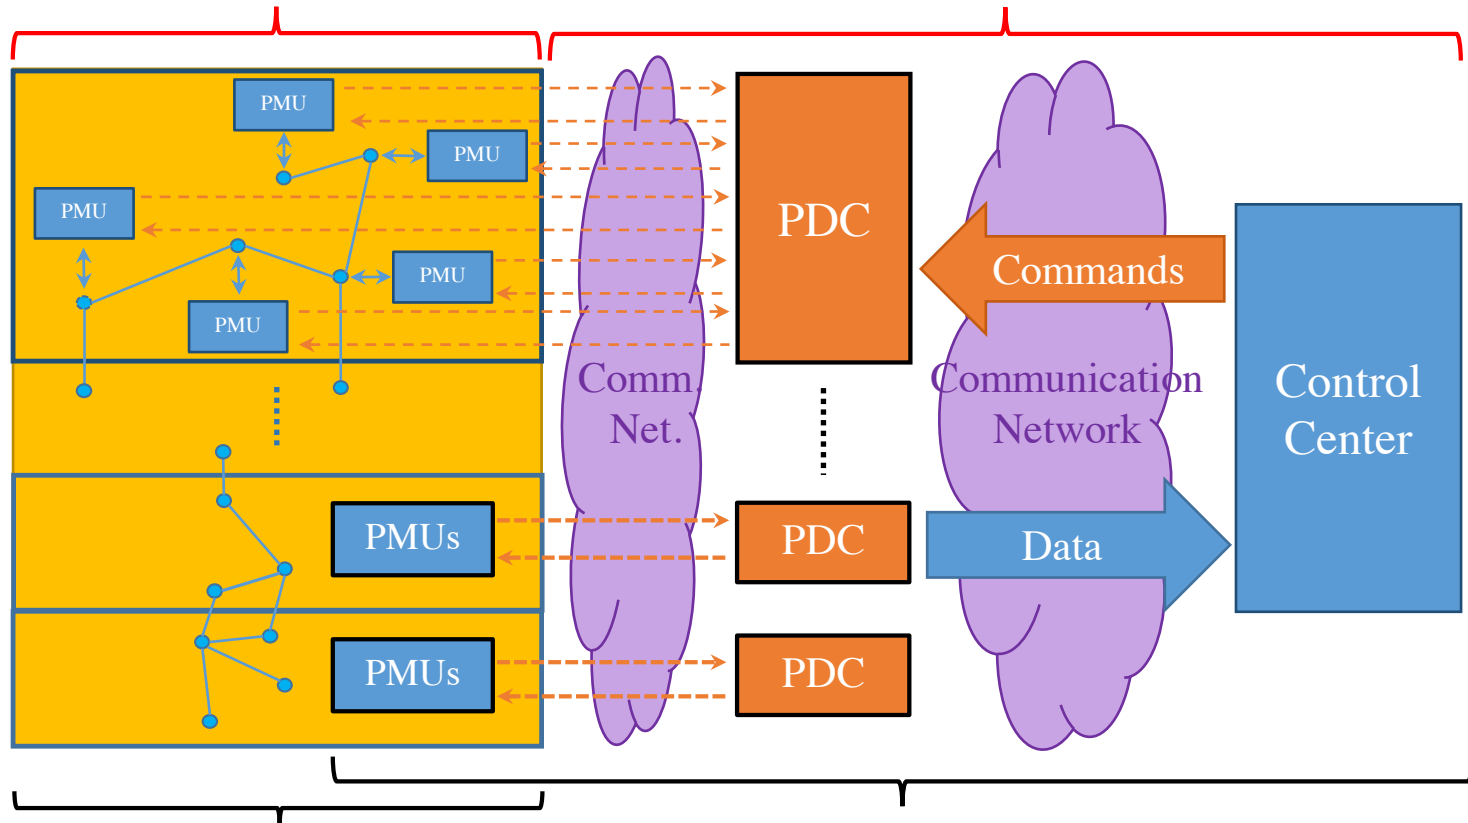 PMU
PMU
PMU
PMU
PMU
PDC
Commands
Comm.
Net.
Communication
Network
Control
Center
PMUs
PDC
Data
PMUs
PDC